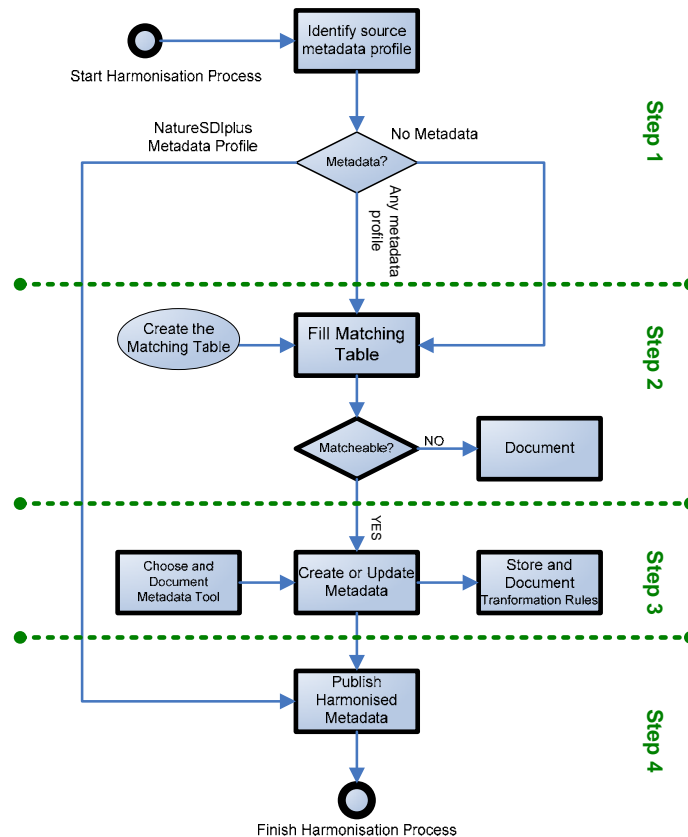 Identify source
metadata profile
Start Harmonisation Process
Step 1
NatureSDIplus
Metadata Profile
No Metadata
Metadata?
Any metadata
profile
Step 2
Create the
Matching Table
Fill Matching
Table
Matcheable?
NO
Document
YES
Step 3
Choose and
Document
Metadata Tool
Create or Update
Metadata
Store and
Document
Tranformation Rules
Step 4
Publish
Harmonised
Metadata
Finish Harmonisation Process